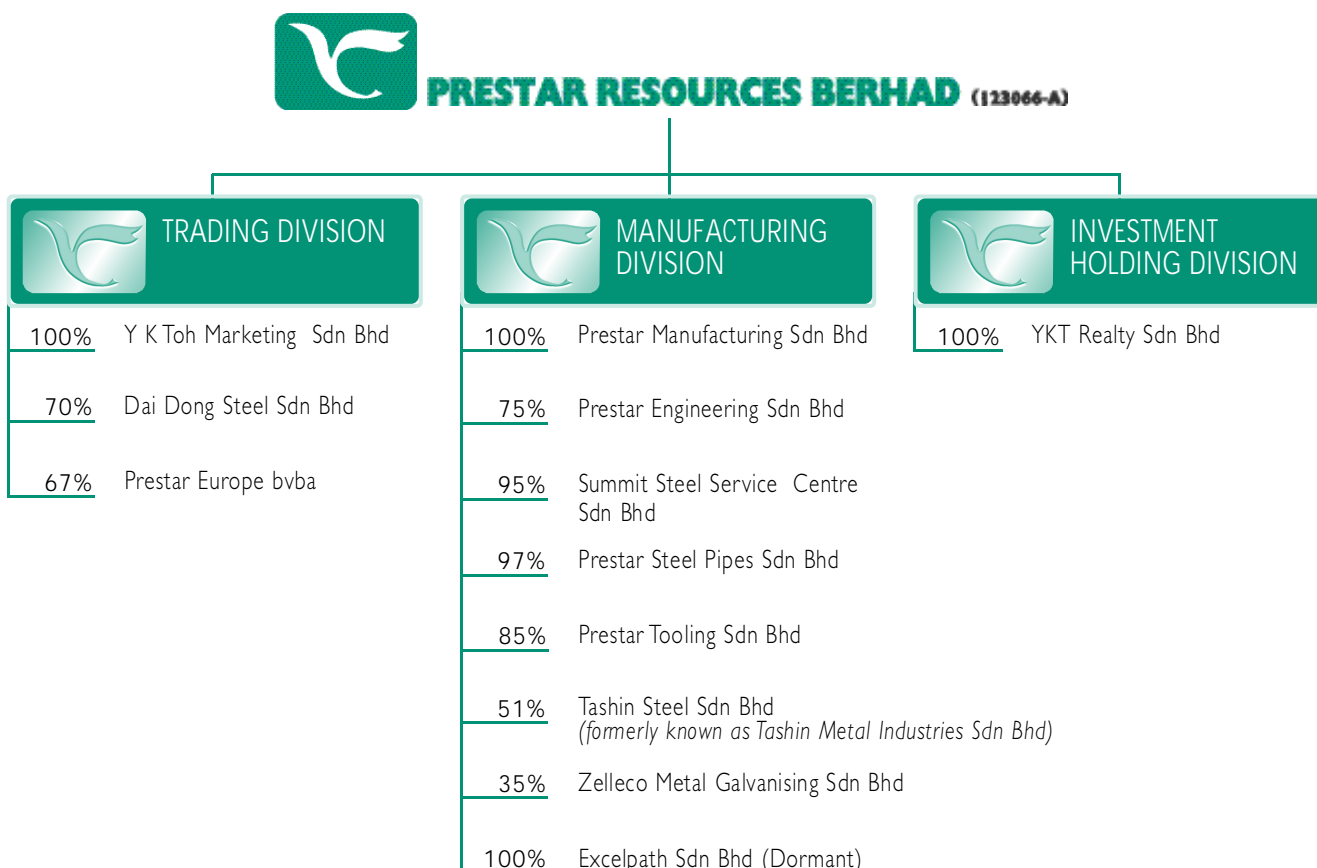 PRESTAR RESOURCES BERHAD (123066-A)
TRADING DIVISION
100% Y K Toh Marketing Sdn Bhd
70% Dai Dong Steel Sdn Bhd
67% Prestar Europe bvba
MANUFACTURING
DIVISION
100% Prestar Manufacturing Sdn Bhd
75% Prestar Engineering Sdn Bhd
95% Summit Steel Service Centre
Sdn Bhd
97% Prestar Steel Pipes Sdn Bhd
85% Prestar Tooling Sdn Bhd
51% Tashin Steel Sdn Bhd
(formerly known as Tashin Metal Industries Sdn Bhd)
35% Zelleco Metal Galvanising Sdn Bhd
100% Excelpath Sdn Bhd (Dormant)
INVESTMENT
HOLDING DIVISION
100% YKT Realty Sdn Bhd